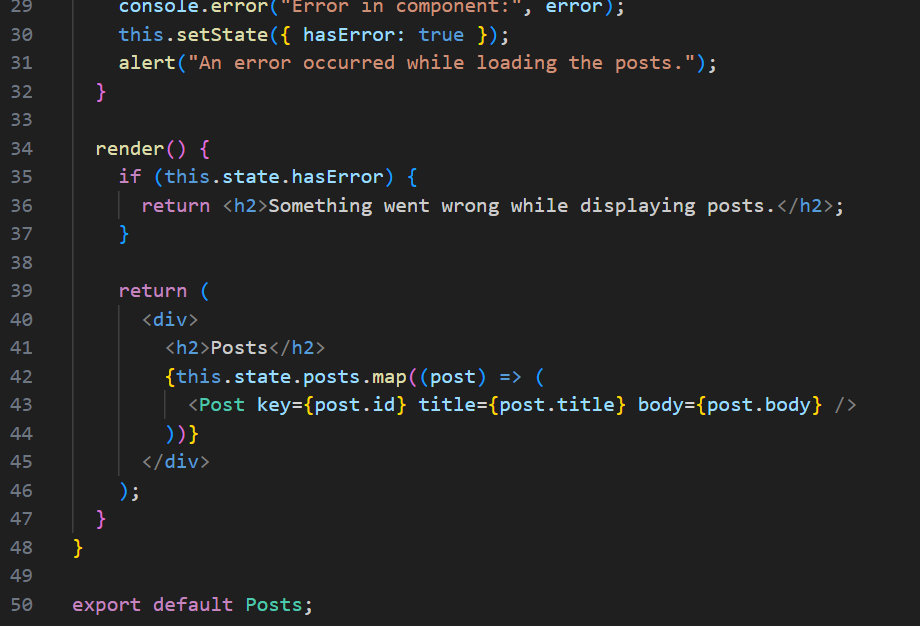 29 console.error("Error in component:", error);
30 this.setState({ hasError: true });
31 alert("An error occurred while loading the posts.");
32 }
33
34 render() {
35 if (this.state.hasError) {
36 return <h2>Something went wrong while displaying posts.</h2>;
37 }
38
39 return (
40 <div>
41 <h2>Posts</h2>
42 {this.state.posts.map((post) => (
43 <Post key={post.id} title={post.title} body={post.body} />
44 ))}
45 </div>
46 );
47 }
48 }
49
50 export default Posts;